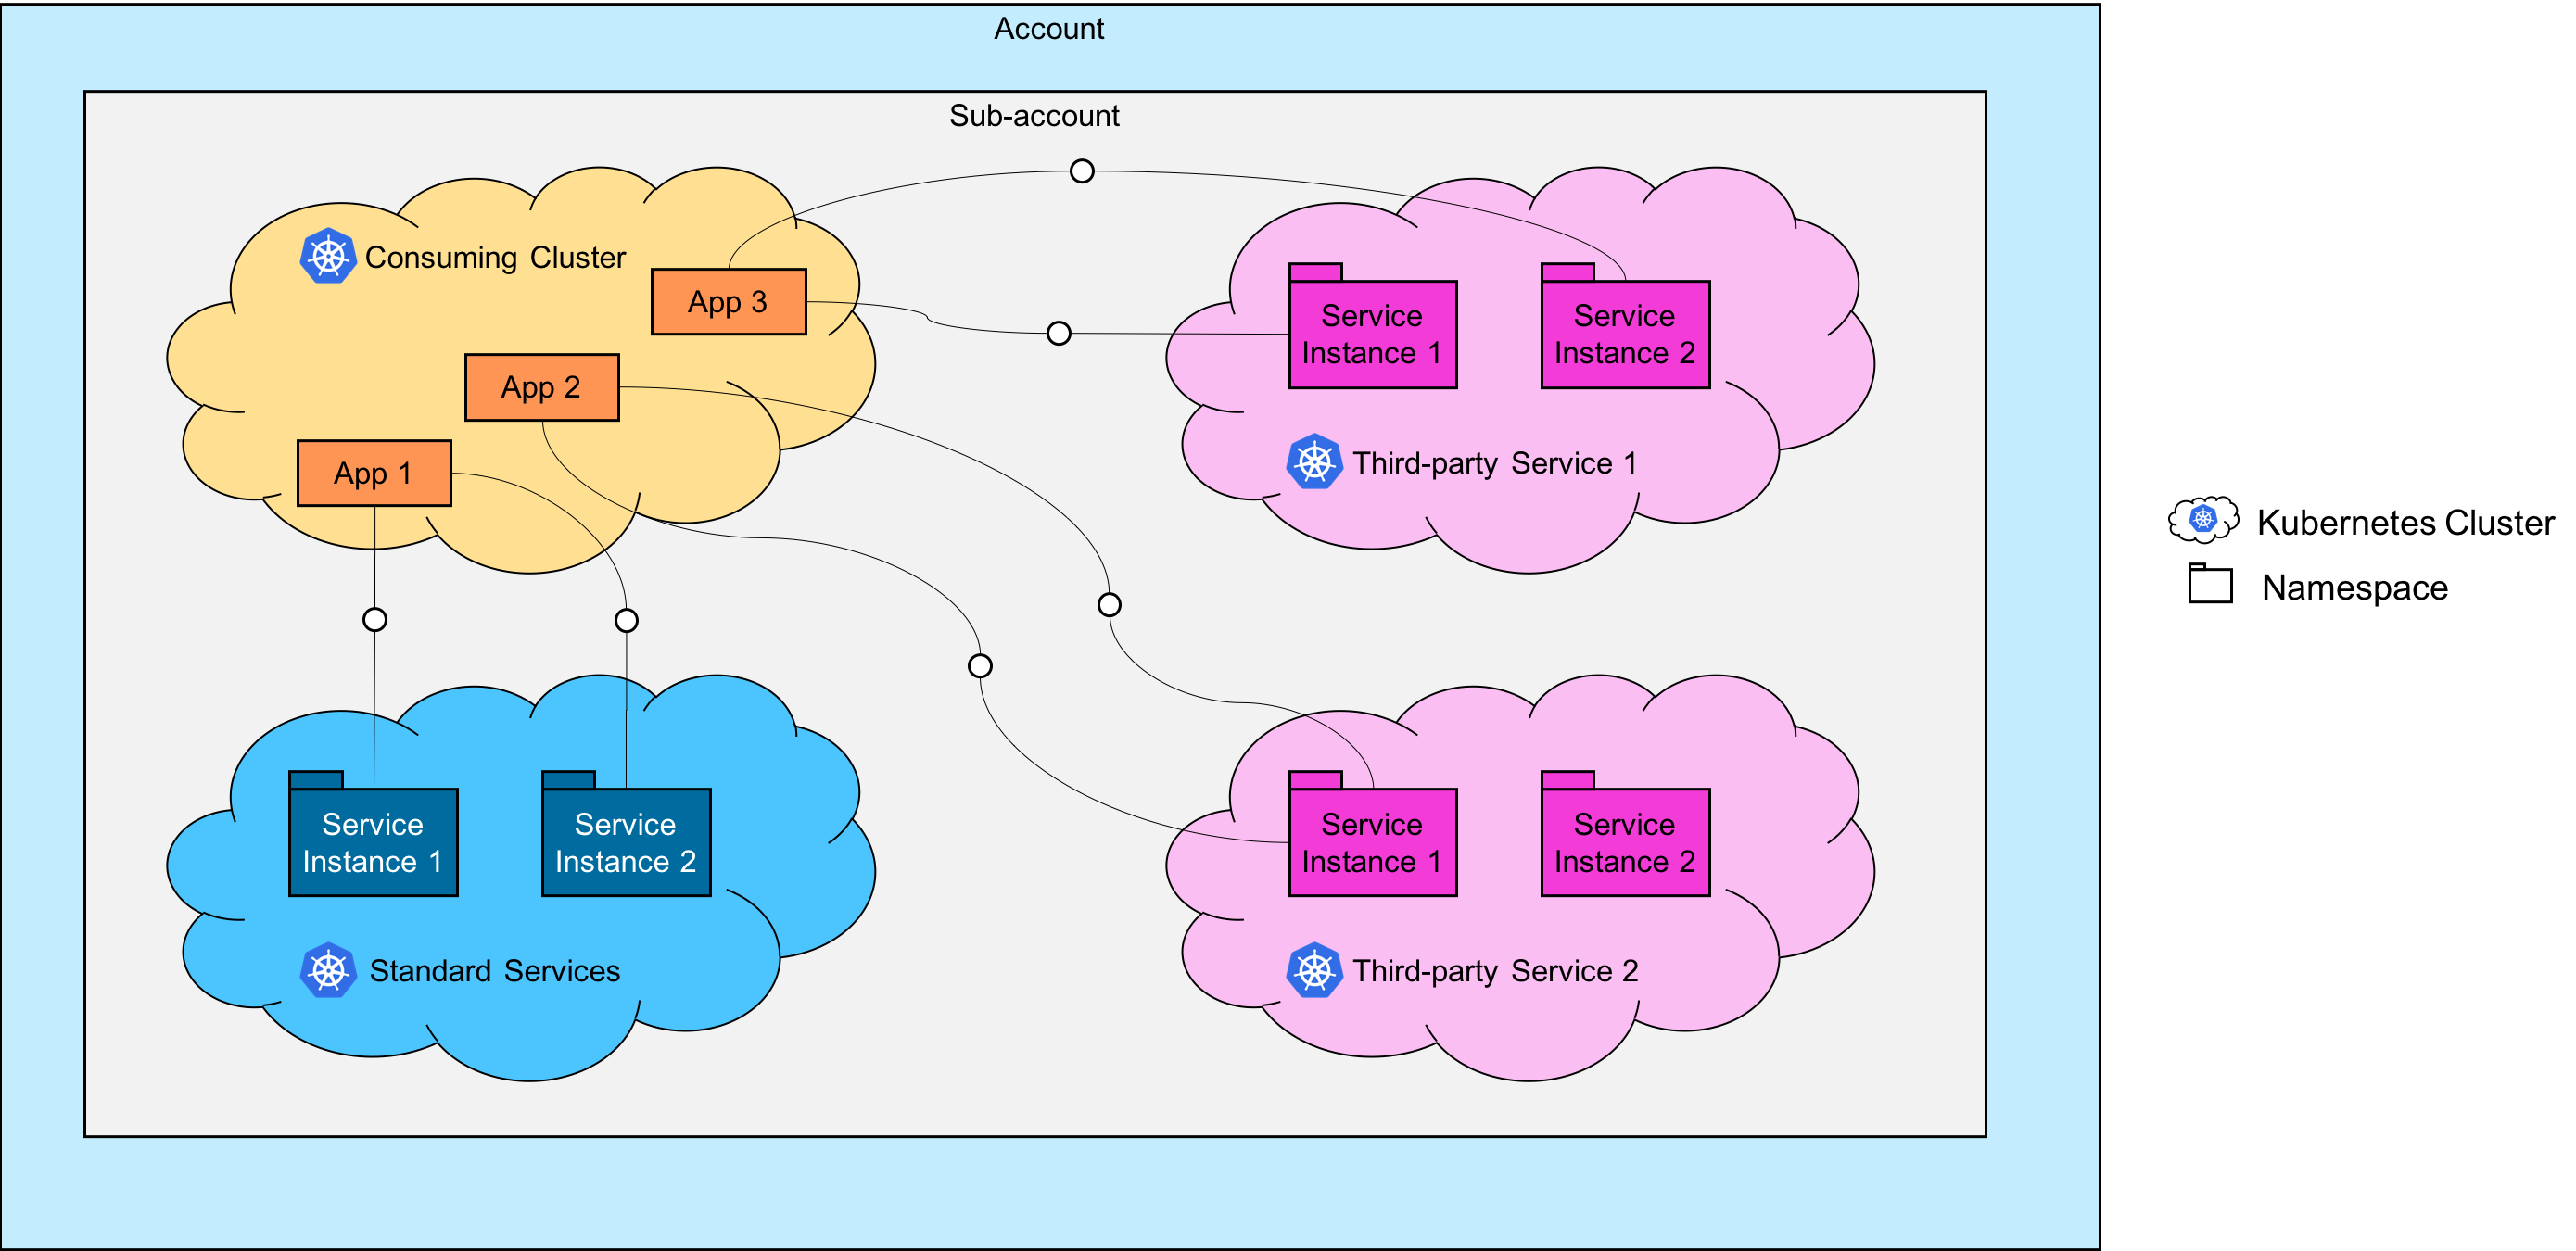 Account
Sub-account
Consuming Cluster
App 3
App 2
App 1
Service
Instance 1
Service
Instance 2
Third-party Service 1
Kubernetes Cluster
Namespace
Service
Instance 1
Service
Instance 2
Standard Services
Service
Instance 1
Service
Instance 2
Third-party Service 2